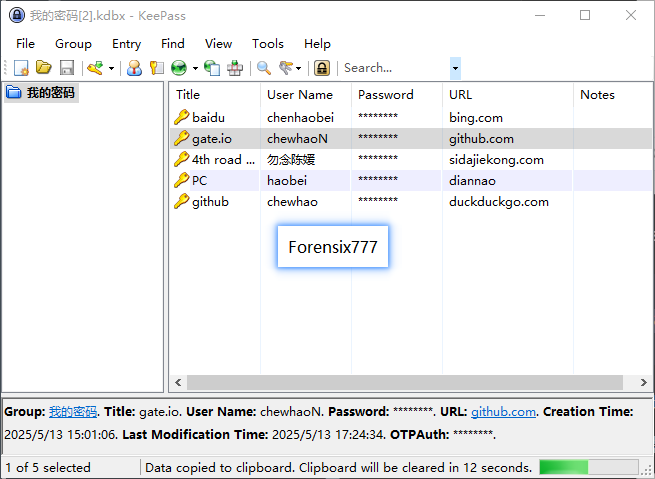 我的密码[2].kdbx - KeePass
File Group Entry Find View Tools Help
Search...
我的密码
Title User Name Password URL Notes
baidu chenhaobei ******** bing.com
gate.io chewhaoN ******** github.com
4th road ... 勿念陈媛 ******** sidajiekong.com
PC haobei ******** diannao
github chewhao ******** duckduckgo.com
Forensix777
Group: 我的密码. Title: gate.io. User Name: chewhaoN. Password: ********. URL: github.com. Creation Time:
2025/5/13 15:01:06. Last Modification Time: 2025/5/13 17:24:34. OTPAuth: ********.
1 of 5 selected Data copied to clipboard. Clipboard will be cleared in 12 seconds.